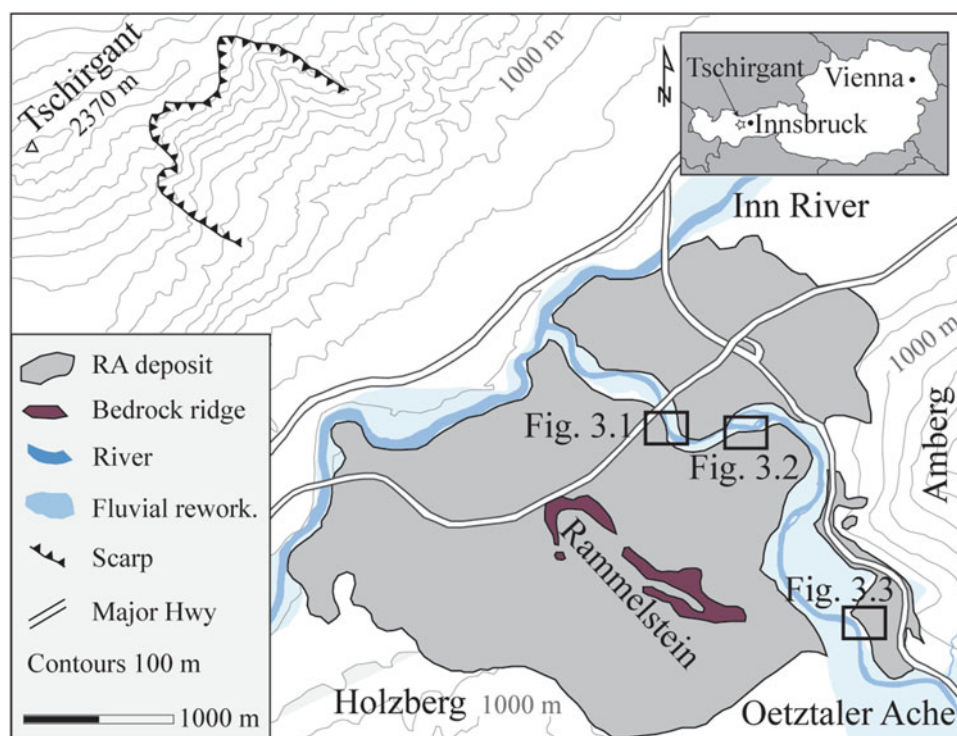 Tschirgant
2370 m
1000 m
N
Tschirgant
Vienna
Innsbruck
Inn River
1000 m
Amberg
Fig. 3.1
Fig. 3.2
Rammelstein
Fig. 3.3
Holzberg
1000 m
Oetztaler Ache
RA deposit
Bedrock ridge
River
Fluvial rework.
Scarp
Major Hwy
Contours 100 m
1000 m